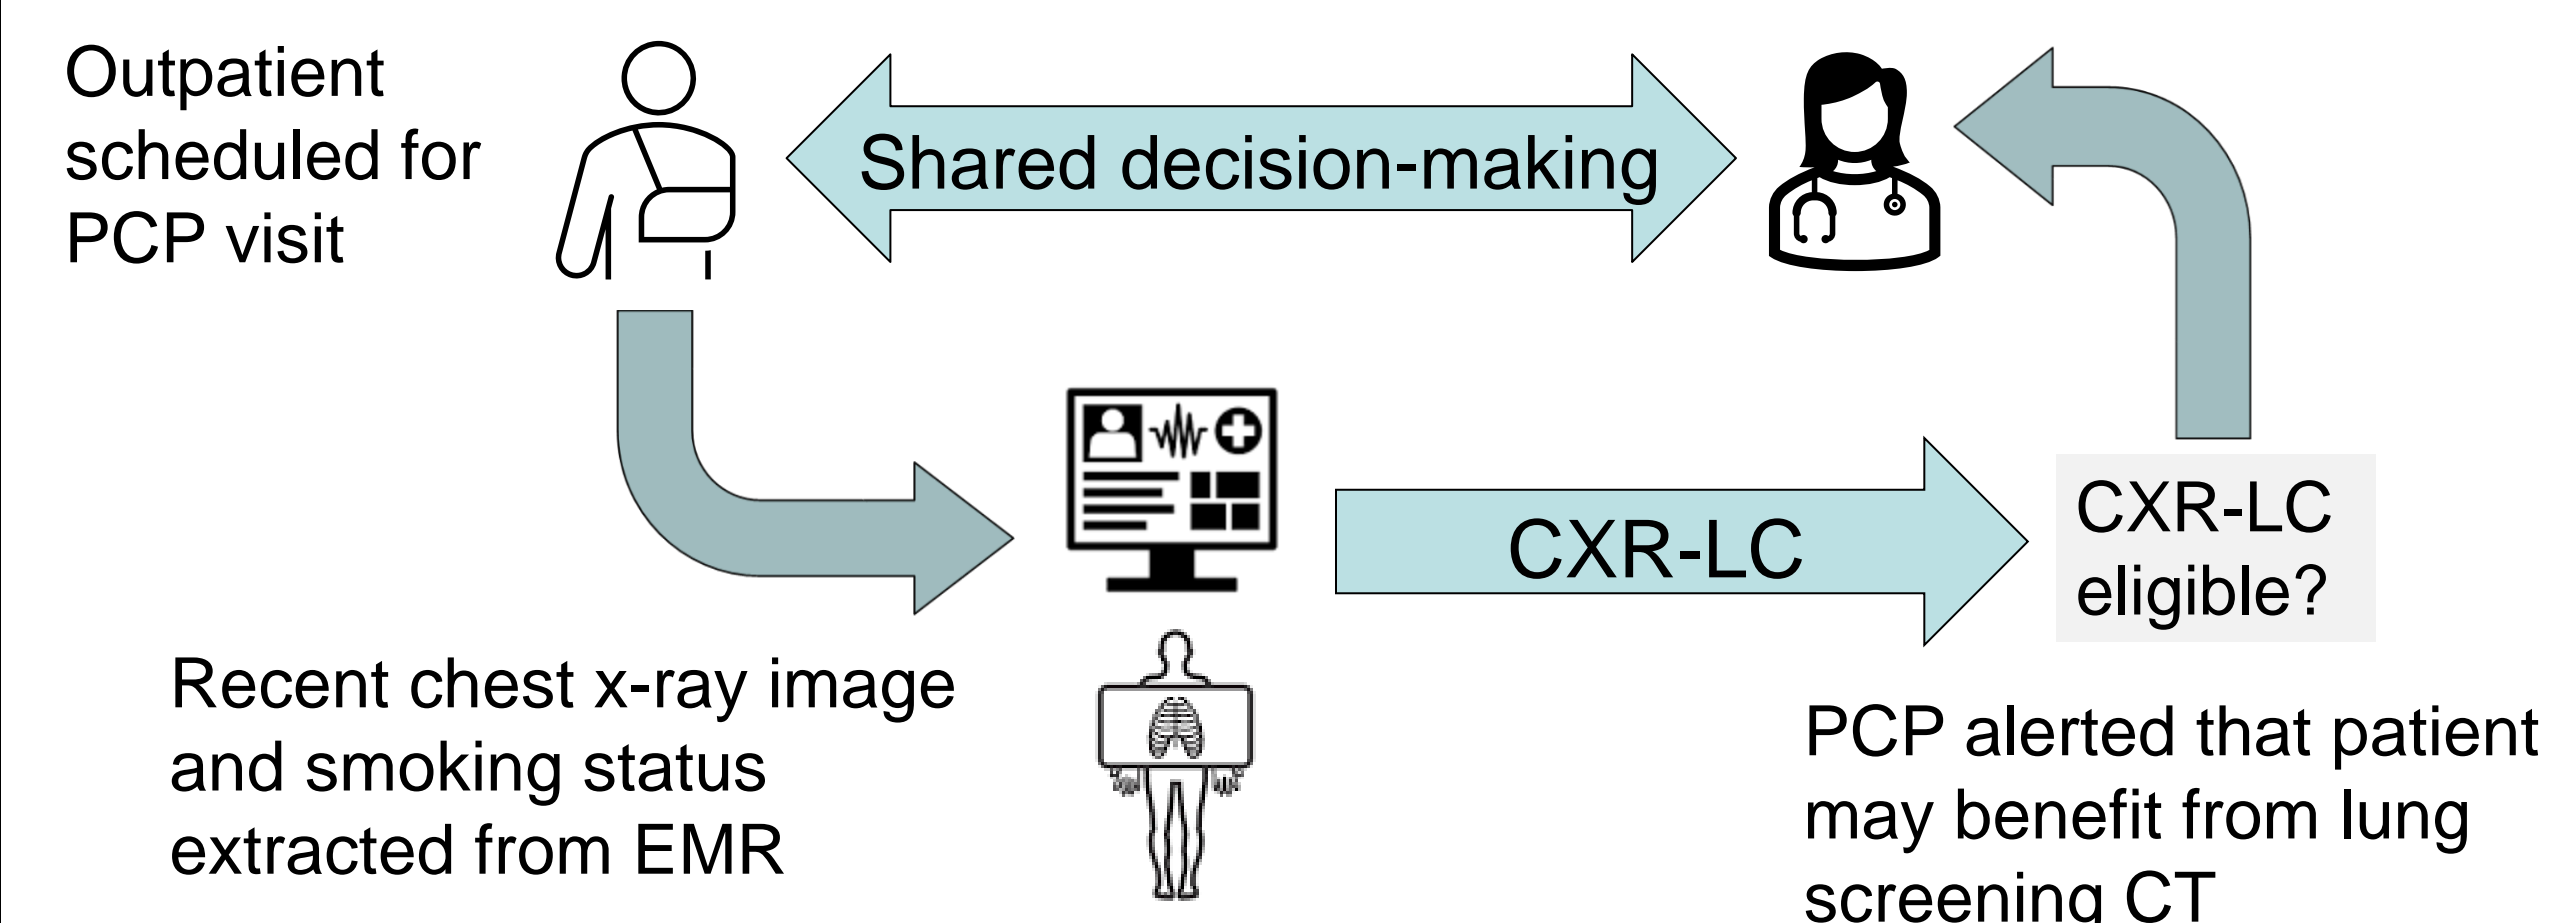 Outpatient
scheduled for
PCP visit
Shared decision-making
Recent chest x-ray image
and smoking status
extracted from EMR
CXR-LC
CXR-LC
eligible?
PCP alerted that patient
may benefit from lung
screening CT